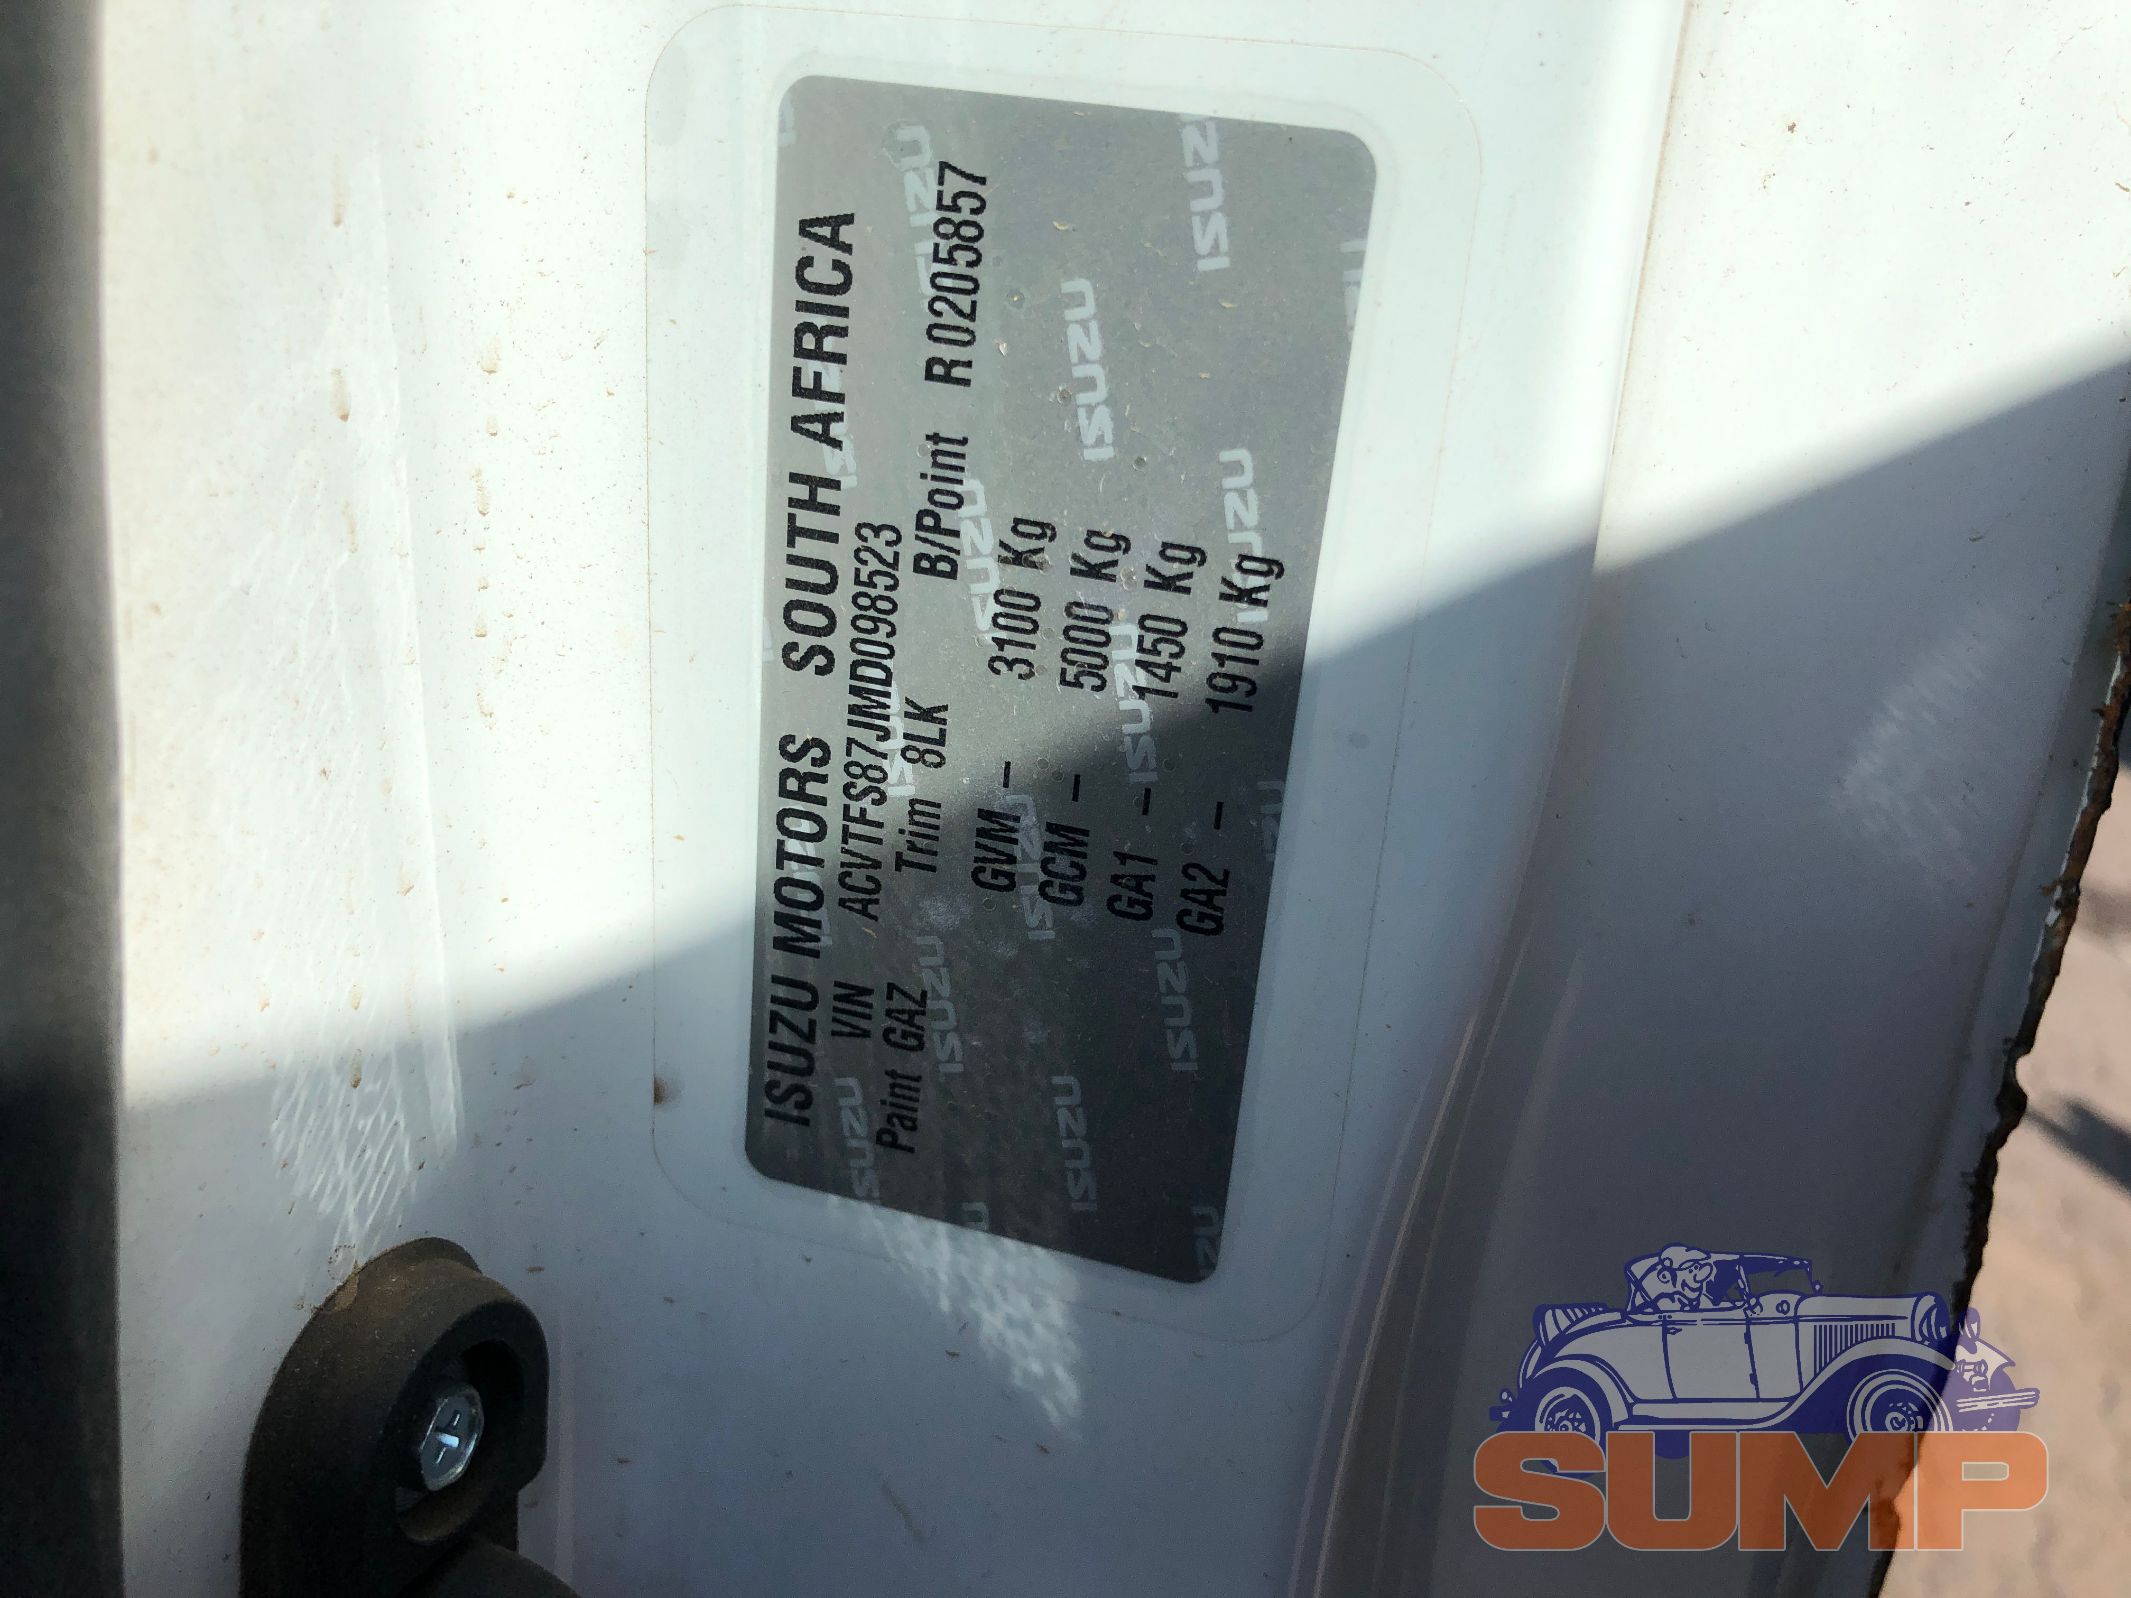 ISUZU MOTORS SOUTH AFRICA
VIN ACVTFS87JMD098523
Paint GAZ Trim 8LK B/Point R0205857
GVM – 3100 Kg
GCM – 5000 Kg
GA1 – 1450 Kg
GA2 – 1910 Kg
SUMP